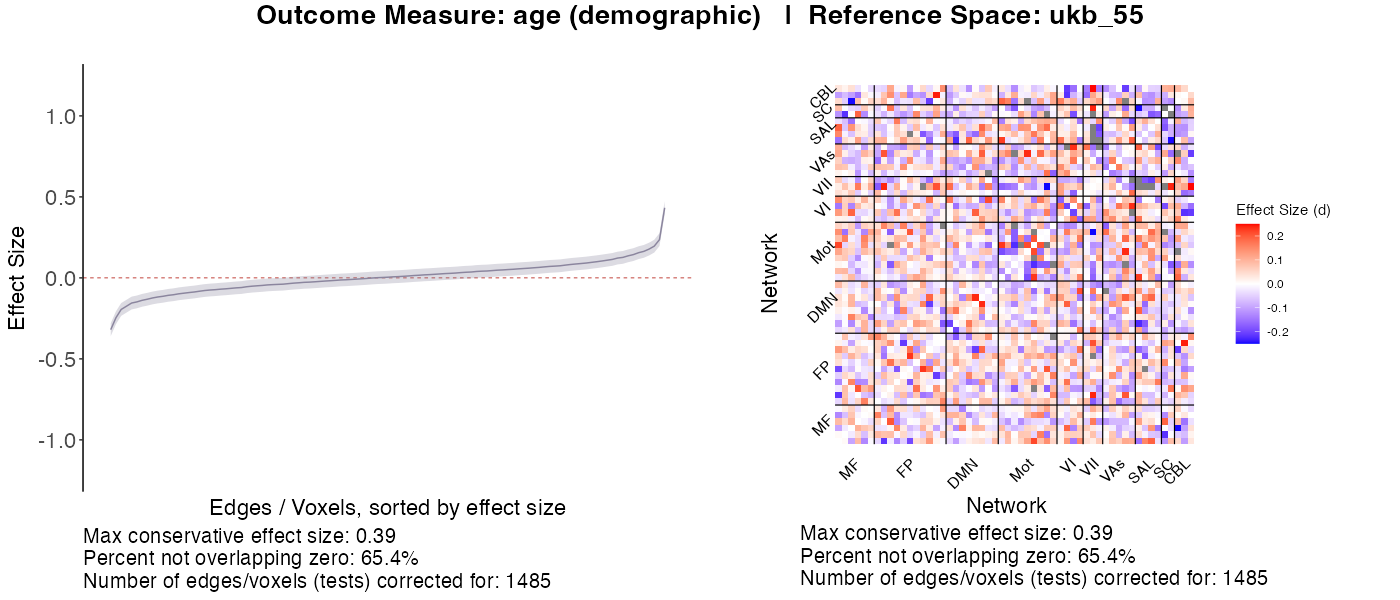 Outcome Measure: age (demographic) | Reference Space: ukb_55
1.0
0.5
0.0
-0.5
-1.0
Effect Size
Edges / Voxels, sorted by effect size
Max conservative effect size: 0.39
Percent not overlapping zero: 65.4%
Number of edges/voxels (tests) corrected for: 1485
CBL
SC
SAL
VAs
VII
VI
Mot
DMN
FP
MF
Network
MF
FP
DMN
Mot
VI
VII
VAs
SAL
SC
CBL
Network
Effect Size (d)
0.2
0.1
0.0
-0.1
-0.2
Max conservative effect size: 0.39
Percent not overlapping zero: 65.4%
Number of edges/voxels (tests) corrected for: 1485